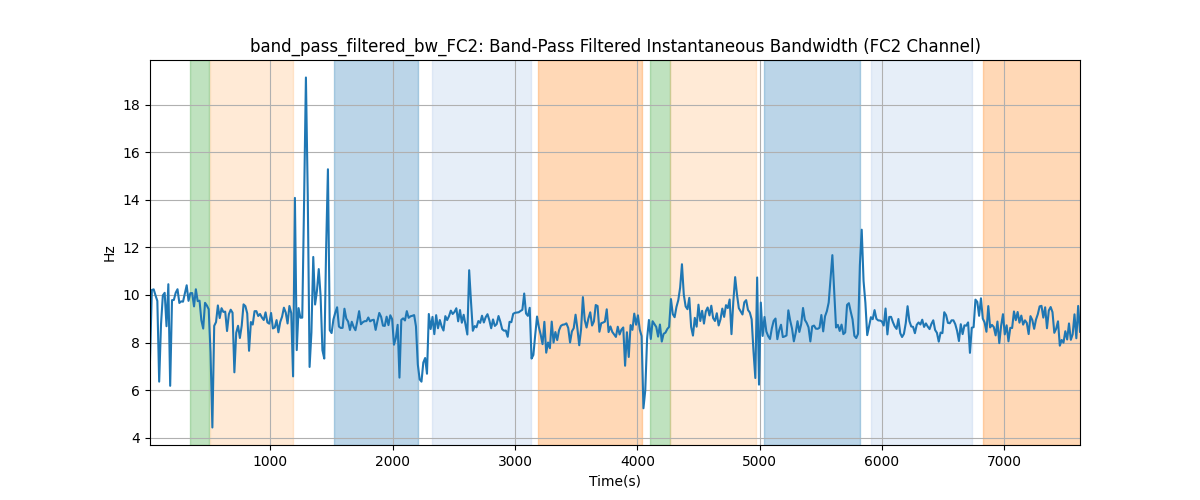 band_pass_filtered_bw_FC2: Band-Pass Filtered Instantaneous Bandwidth (FC2 Channel)
18
16
14
12
10
8
6
4
Hz
1000 2000 3000 4000 5000 6000 7000
Time(s)